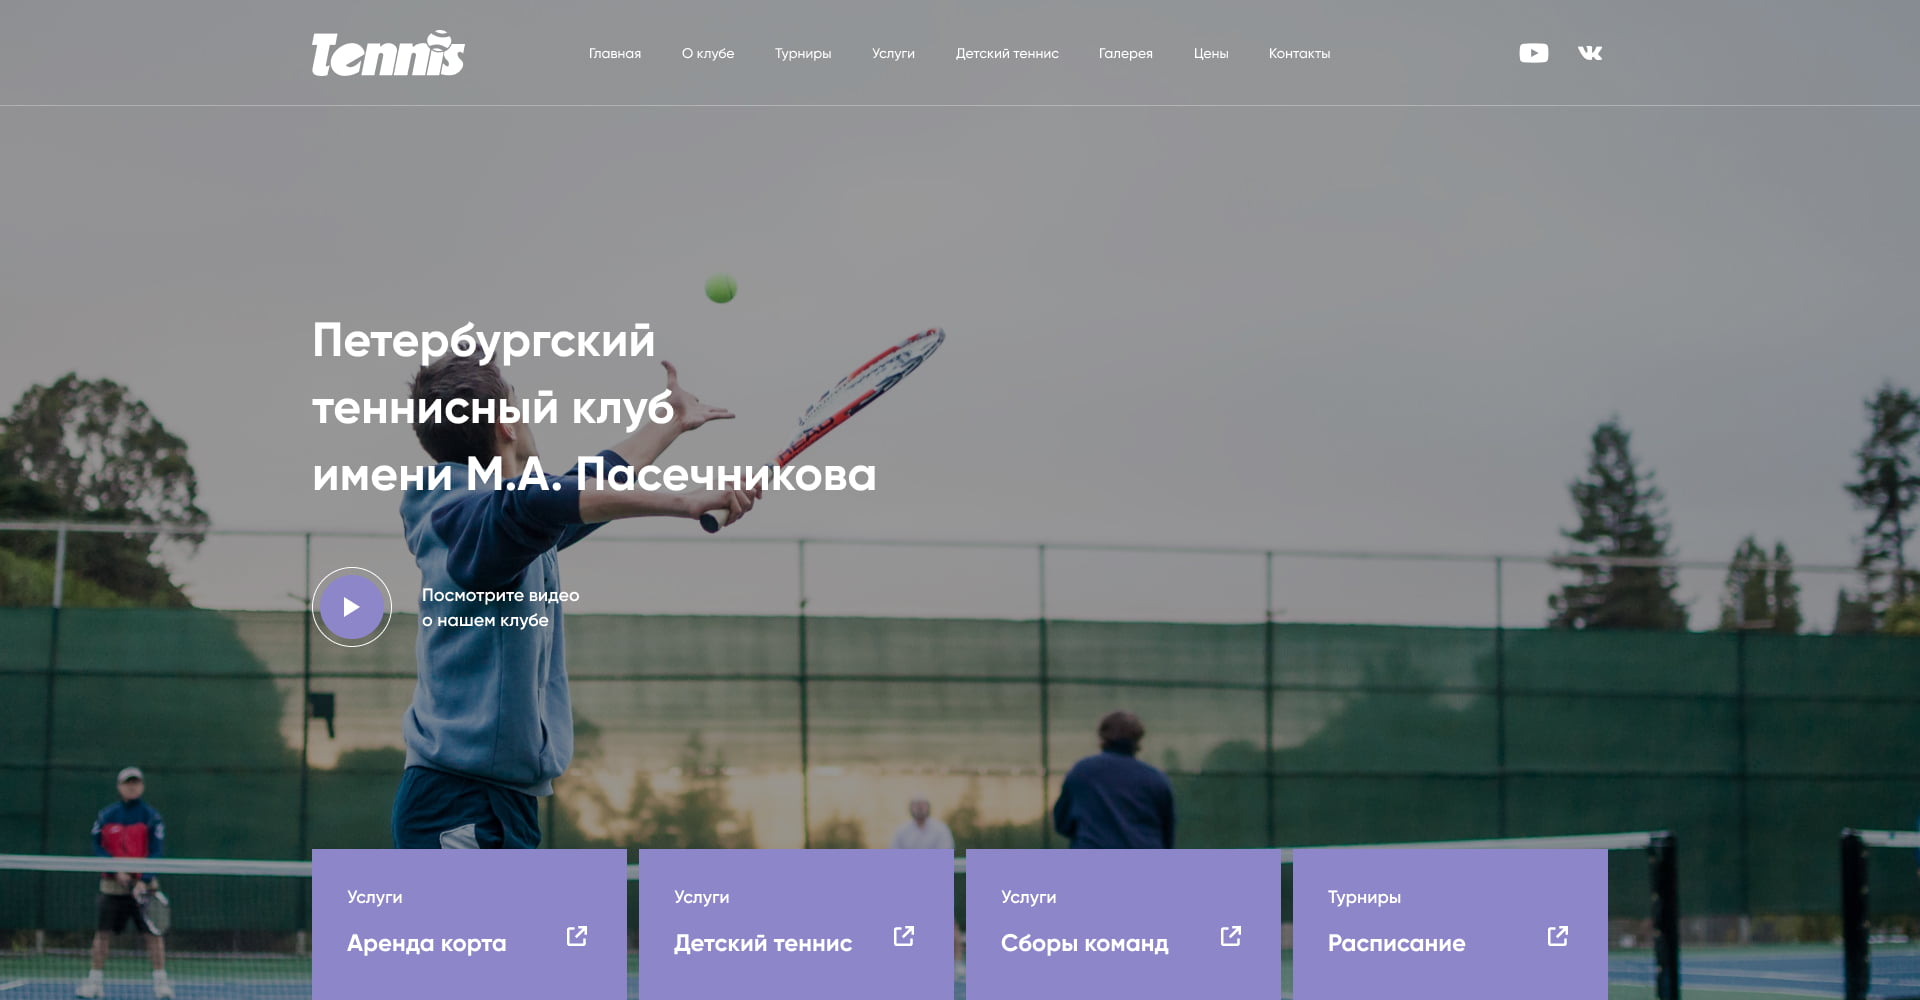 Tennis
Главная
О клубе
Турниры
Услуги
Детский теннис
Галерея
Цены
Контакты
Петербургский
теннисный клуб
имени М.А. Пасечникова
Посмотрите видео
о нашем клубе
Услуги
Аренда корта
Услуги
Детский теннис
Услуги
Сборы команд
Турниры
Расписание